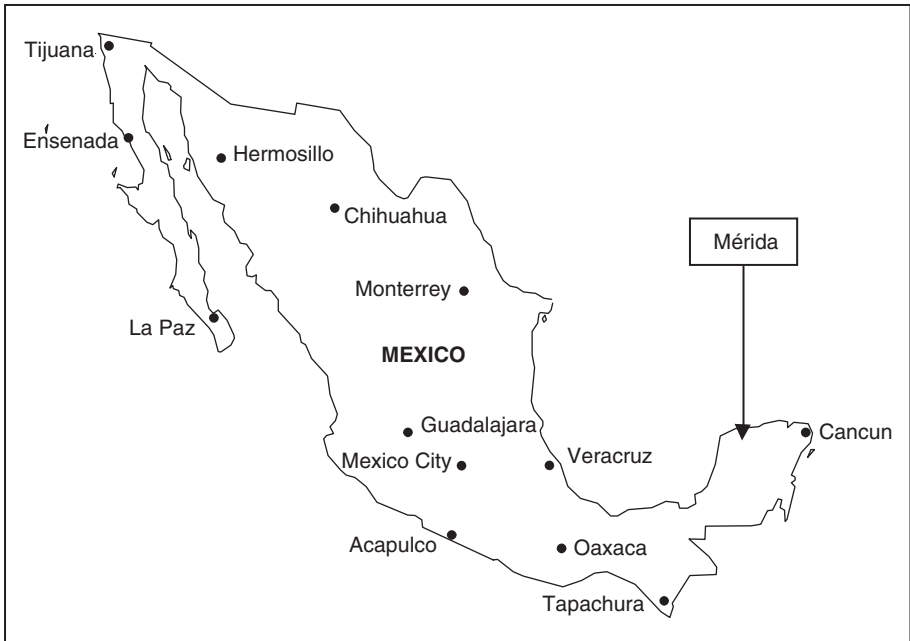 Tijuana
Ensenada
Hermosillo
Chihuahua
Mérida
Monterrey
La Paz
MEXICO
Guadalajara
Cancun
Mexico City
Veracruz
Acapulco
Oaxaca
Tapachura